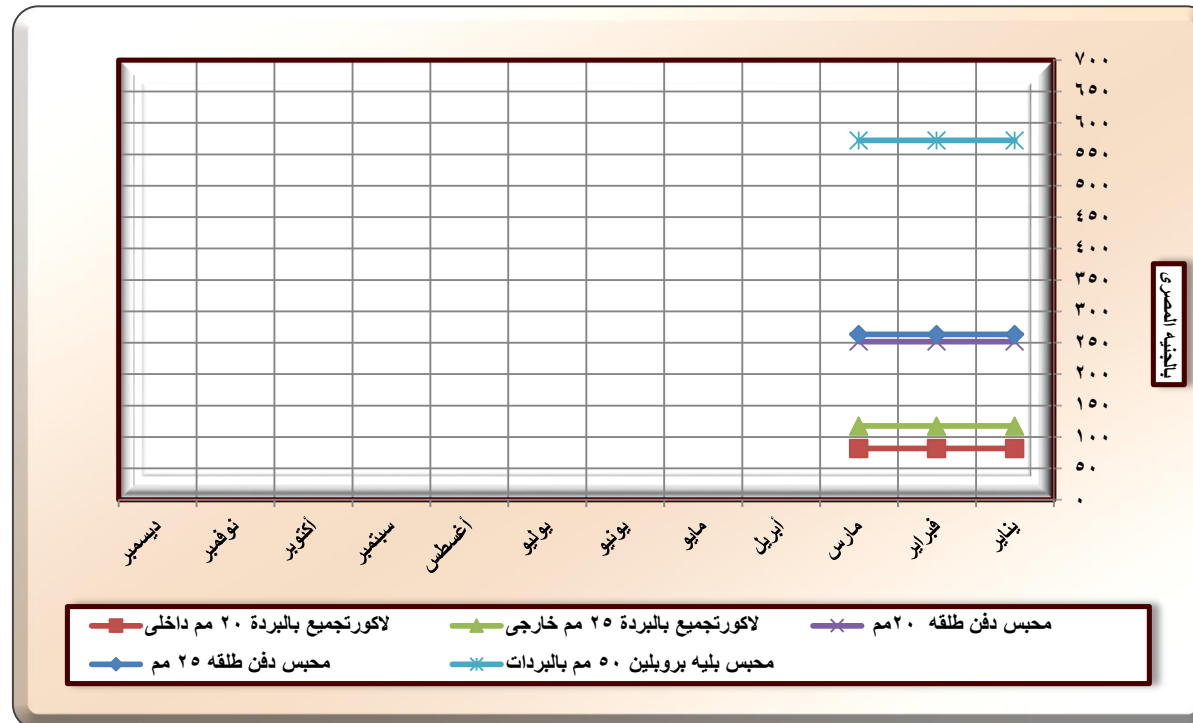 ٧٠٠
٦٥٠
٦٠٠
٥٥٠
٥٠٠
٤٥٠
٤٠٠
٣٥٠
٣٠٠
٢٥٠
٢٠٠
١٥٠
١٠٠
٥٠
٠
بالجنيه المصرى
يناير
فبراير
مارس
أبريل
مايو
يونيو
يوليو
أغسطس
سبتمبر
أكتوبر
نوفمبر
ديسمبر
لاكورتجميع بالبردة ٢٠ مم داخلى
لاكورتجميع بالبردة ٢٥ مم خارجى
محبس دفن طلقه ٢٠مم
محبس دفن طلقه ٢٥ مم
محبس بليه بروبلين ٥٠ مم بالبردات